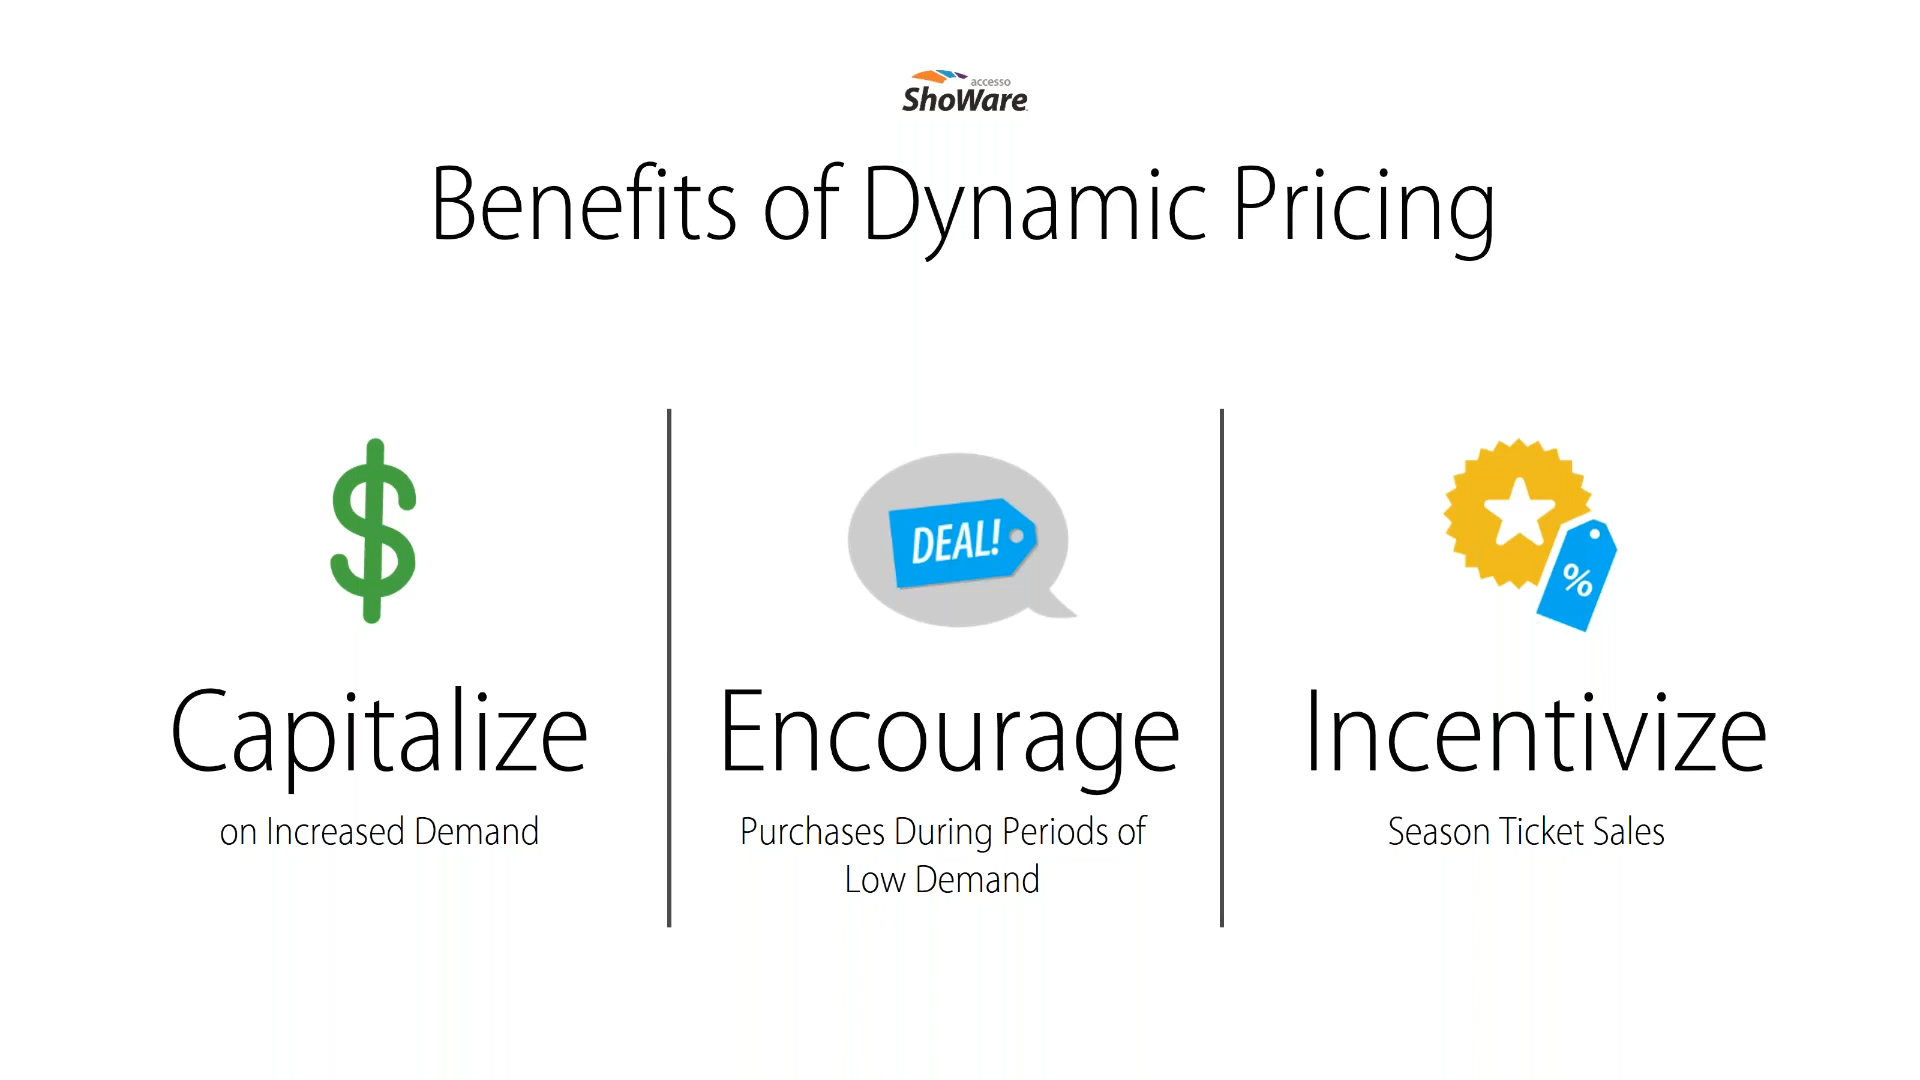 accesso
ShoWare
Benefits of Dynamic Pricing
$
DEAL!
%
Capitalize
on Increased Demand
Encourage
Purchases During Periods of
Low Demand
Incentivize
Season Ticket Sales